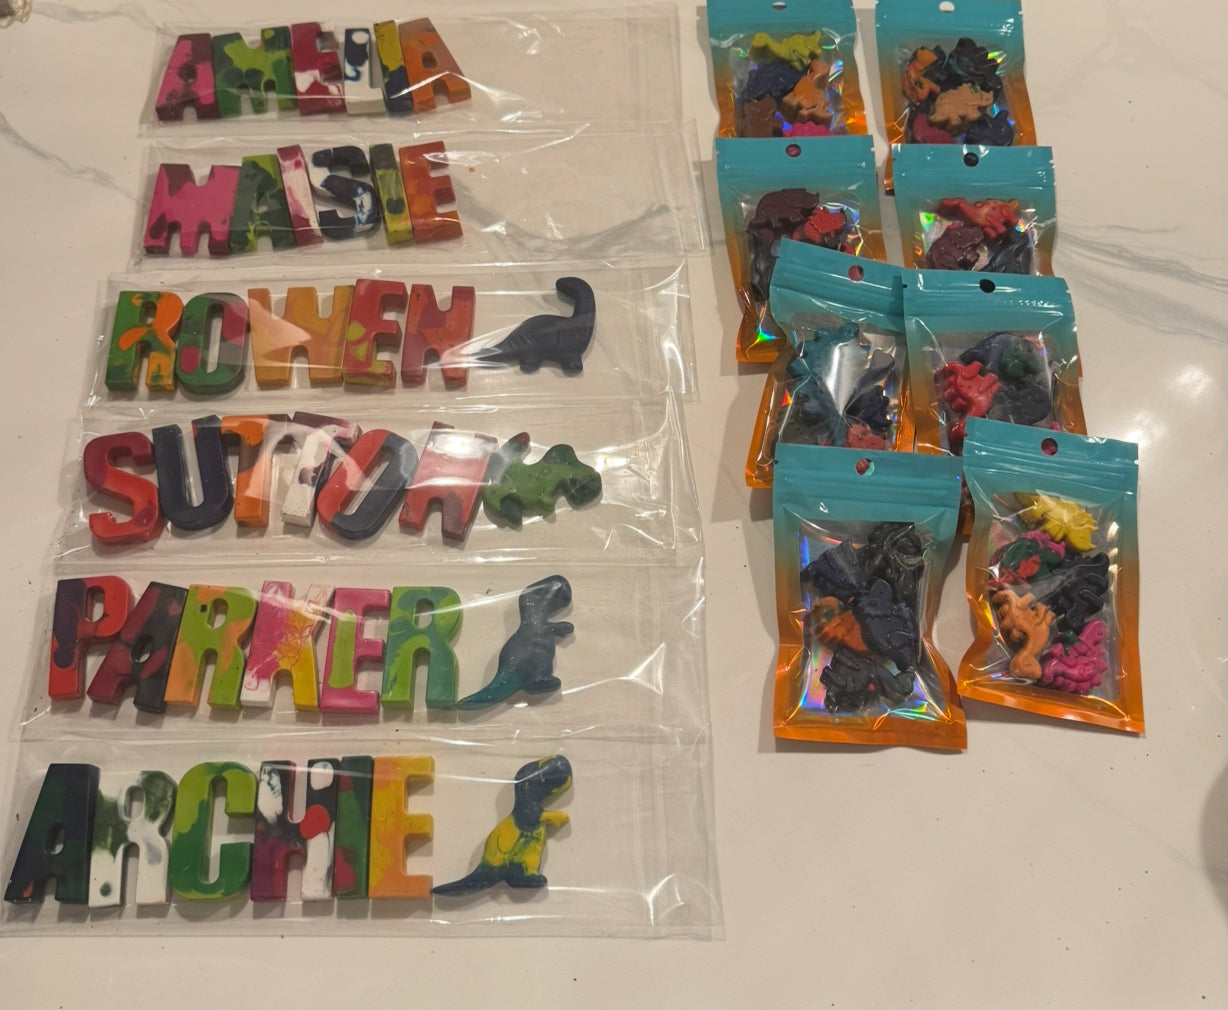 AMELIA
MAISIE
ROWEN
SUTTON
PARKER
ARCHIE